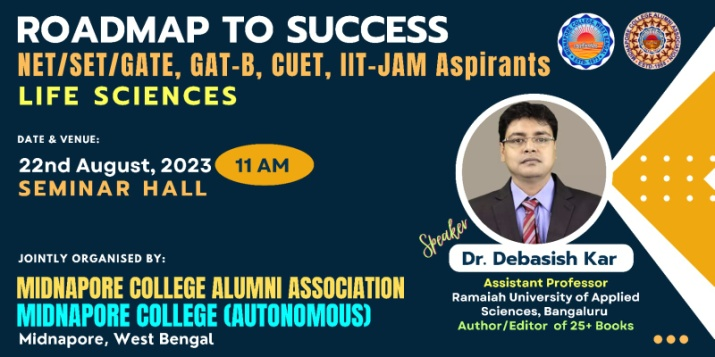 ROADMAP TO SUCCESS
NET/SET/GATE, GAT-B, CUET, IIT-JAM Aspirants
LIFE SCIENCES
DATE & VENUE:
22nd August, 2023 11 AM
SEMINAR HALL
Speaker
Dr. Debasish Kar
Assistant Professor
Ramaiah University of Applied
Sciences, Bangaluru
Author/Editor of 25+ Books
JOINTLY ORGANISED BY:
MIDNAPORE COLLEGE ALUMNI ASSOCIATION
MIDNAPORE COLLEGE (AUTONOMOUS)
Midnapore, West Bengal